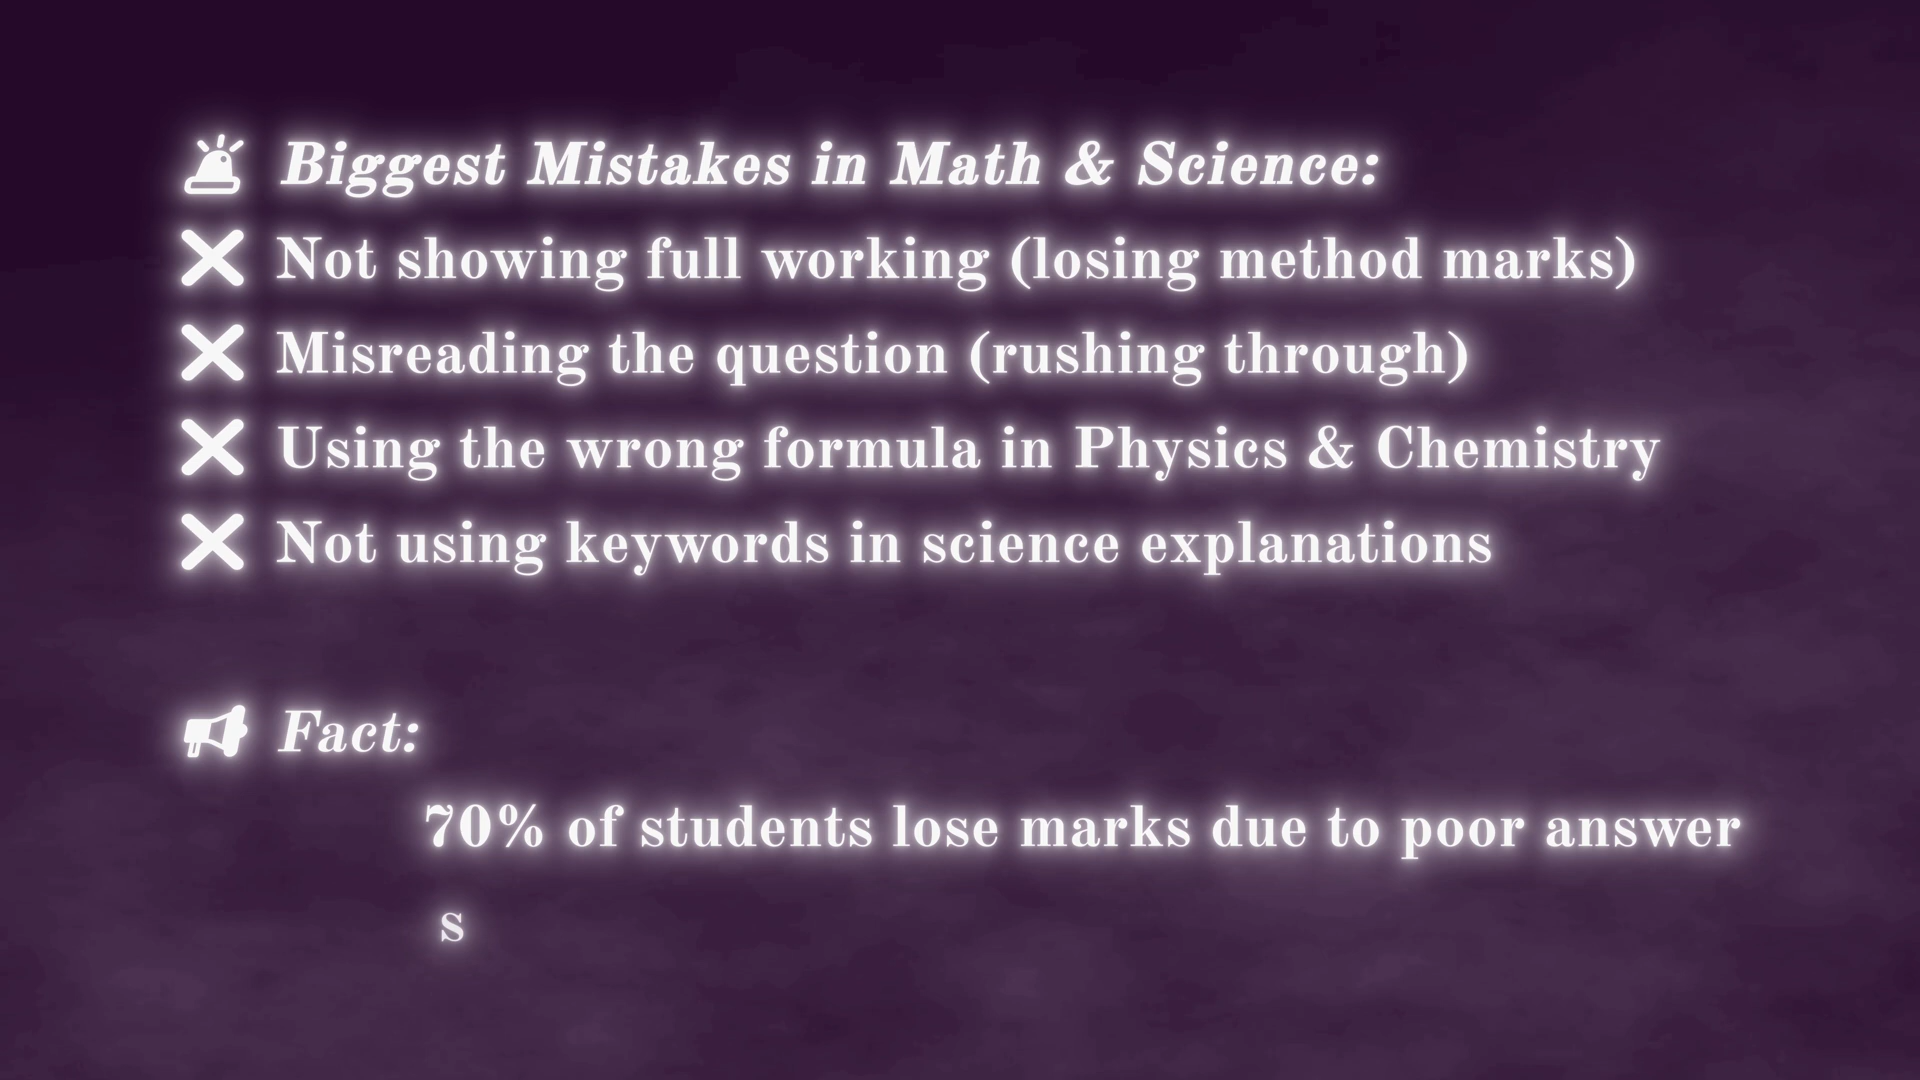 🚨 Biggest Mistakes in Math & Science:
❌ Not showing full working (losing method marks)
❌ Misreading the question (rushing through)
❌ Using the wrong formula in Physics & Chemistry
❌ Not using keywords in science explanations
📢 Fact:
70% of students lose marks due to poor answer
s